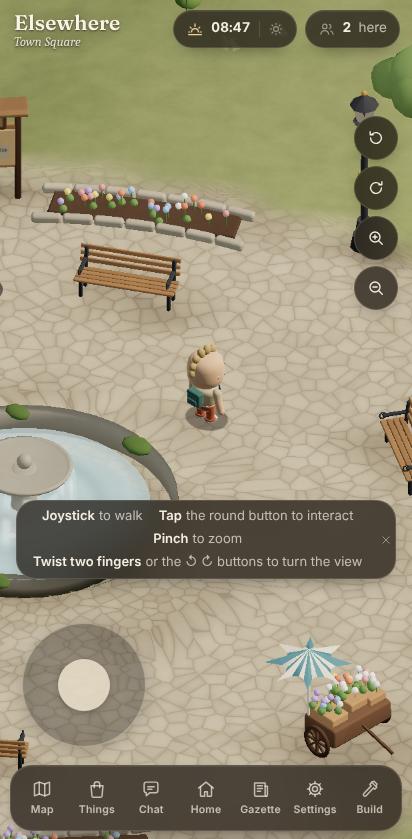 Elsewhere
Town Square
08:47
2 here
Joystick to walk Tap the round button to interact
Pinch to zoom
Twist two fingers or the buttons to turn the view
Map Things Chat Home Gazette Settings Build